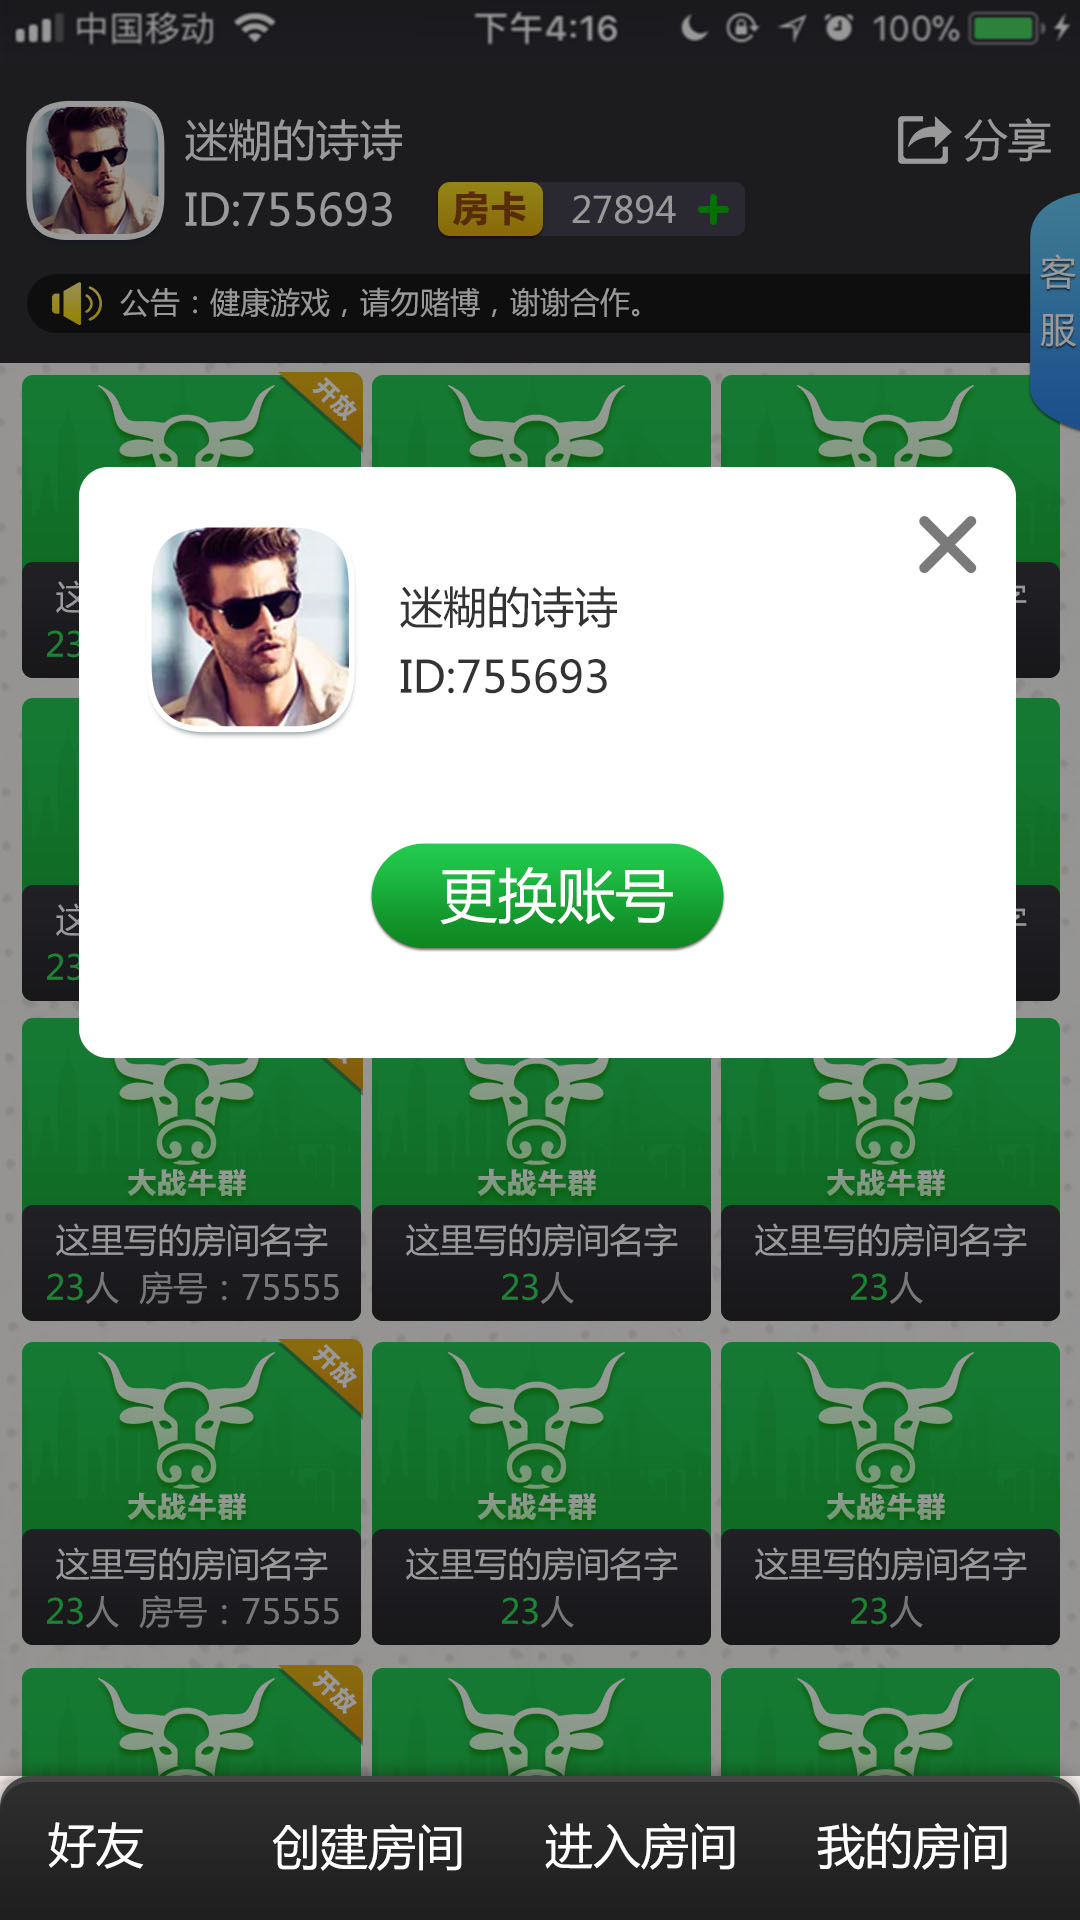 中国移动
下午4:16
100%
迷糊的诗诗
分享
ID:755693
房卡
27894
客服
公告：健康游戏，请勿赌博，谢谢合作。
开放
迷糊的诗诗
ID:755693
更换账号
这
字
23
这
字
23
大战牛群
大战牛群
大战牛群
这里写的房间名字
这里写的房间名字
这里写的房间名字
23人 房号：75555
23人
23人
开放
大战牛群
大战牛群
大战牛群
这里写的房间名字
这里写的房间名字
这里写的房间名字
23人 房号：75555
23人
23人
开放
好友
创建房间
进入房间
我的房间